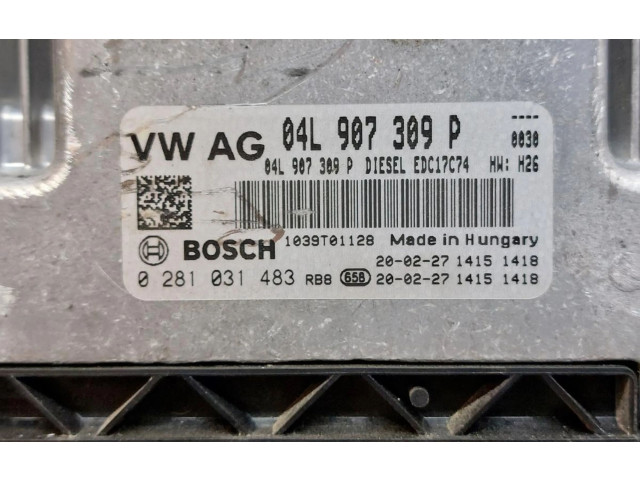 VW AG 04L 907 309 P ----
0030
04L 907 309 P DIESEL EDC17C74 HW: H26
BOSCH 1039T01128 Made in Hungary
20-02-27 1415 1418
0 281 031 483 RB8 658 20-02-27 1415 1418